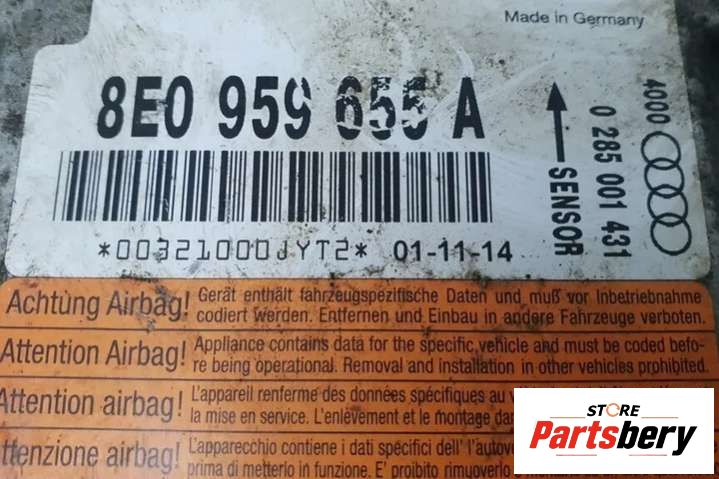 Made in Germany
8E0 959 655 A
4000
0 285 001 431
SENSOR
*00321000JYT2* 01-11-14
Achtung Airbag! Gerät enthält fahrzeugspezifische Daten und muß vor Inbetriebnahme
codiert werden. Entfernen und Einbau in andere Fahrzeuge verboten.
Attention Airbag! Appliance contains data for the specific vehicle and must be coded befo-
re being operational. Removal and installation in other vehicles prohibited.
Attention airbag! L'appareil renferme des données spécifiques au
la mise en service. L'enlèvement et le montage
ttenzione airbag! L'apparecchio contiene i dati specifici dell'
prima di metterlo in funzione. E' proibito rimuoverlo
STORE
Partsbery